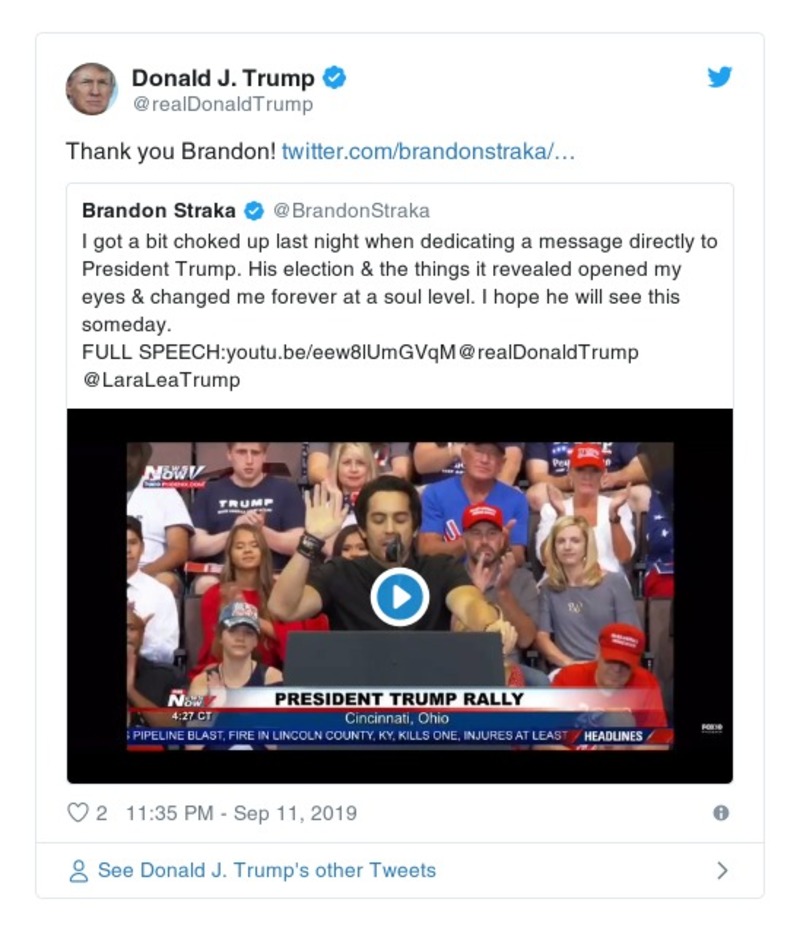 Donald J. Trump
@realDonaldTrump
Thank you Brandon! twitter.com/brandonstraka/…
Brandon Straka @BrandonStraka
I got a bit choked up last night when dedicating a message directly to
President Trump. His election & the things it revealed opened my
eyes & changed me forever at a soul level. I hope he will see this
someday.
FULL SPEECH:youtu.be/eew8lUmGVqM@realDonaldTrump
@LaraLeaTrump
NEWS
NOW
TRUMP
NEWS
NOW
PRESIDENT TRUMP RALLY
4:27 CT
Cincinnati, Ohio
PIPELINE BLAST, FIRE IN LINCOLN COUNTY, KY, KILLS ONE, INJURES AT LEAST
HEADLINES
FOX10
2 11:35 PM - Sep 11, 2019
See Donald J. Trump's other Tweets